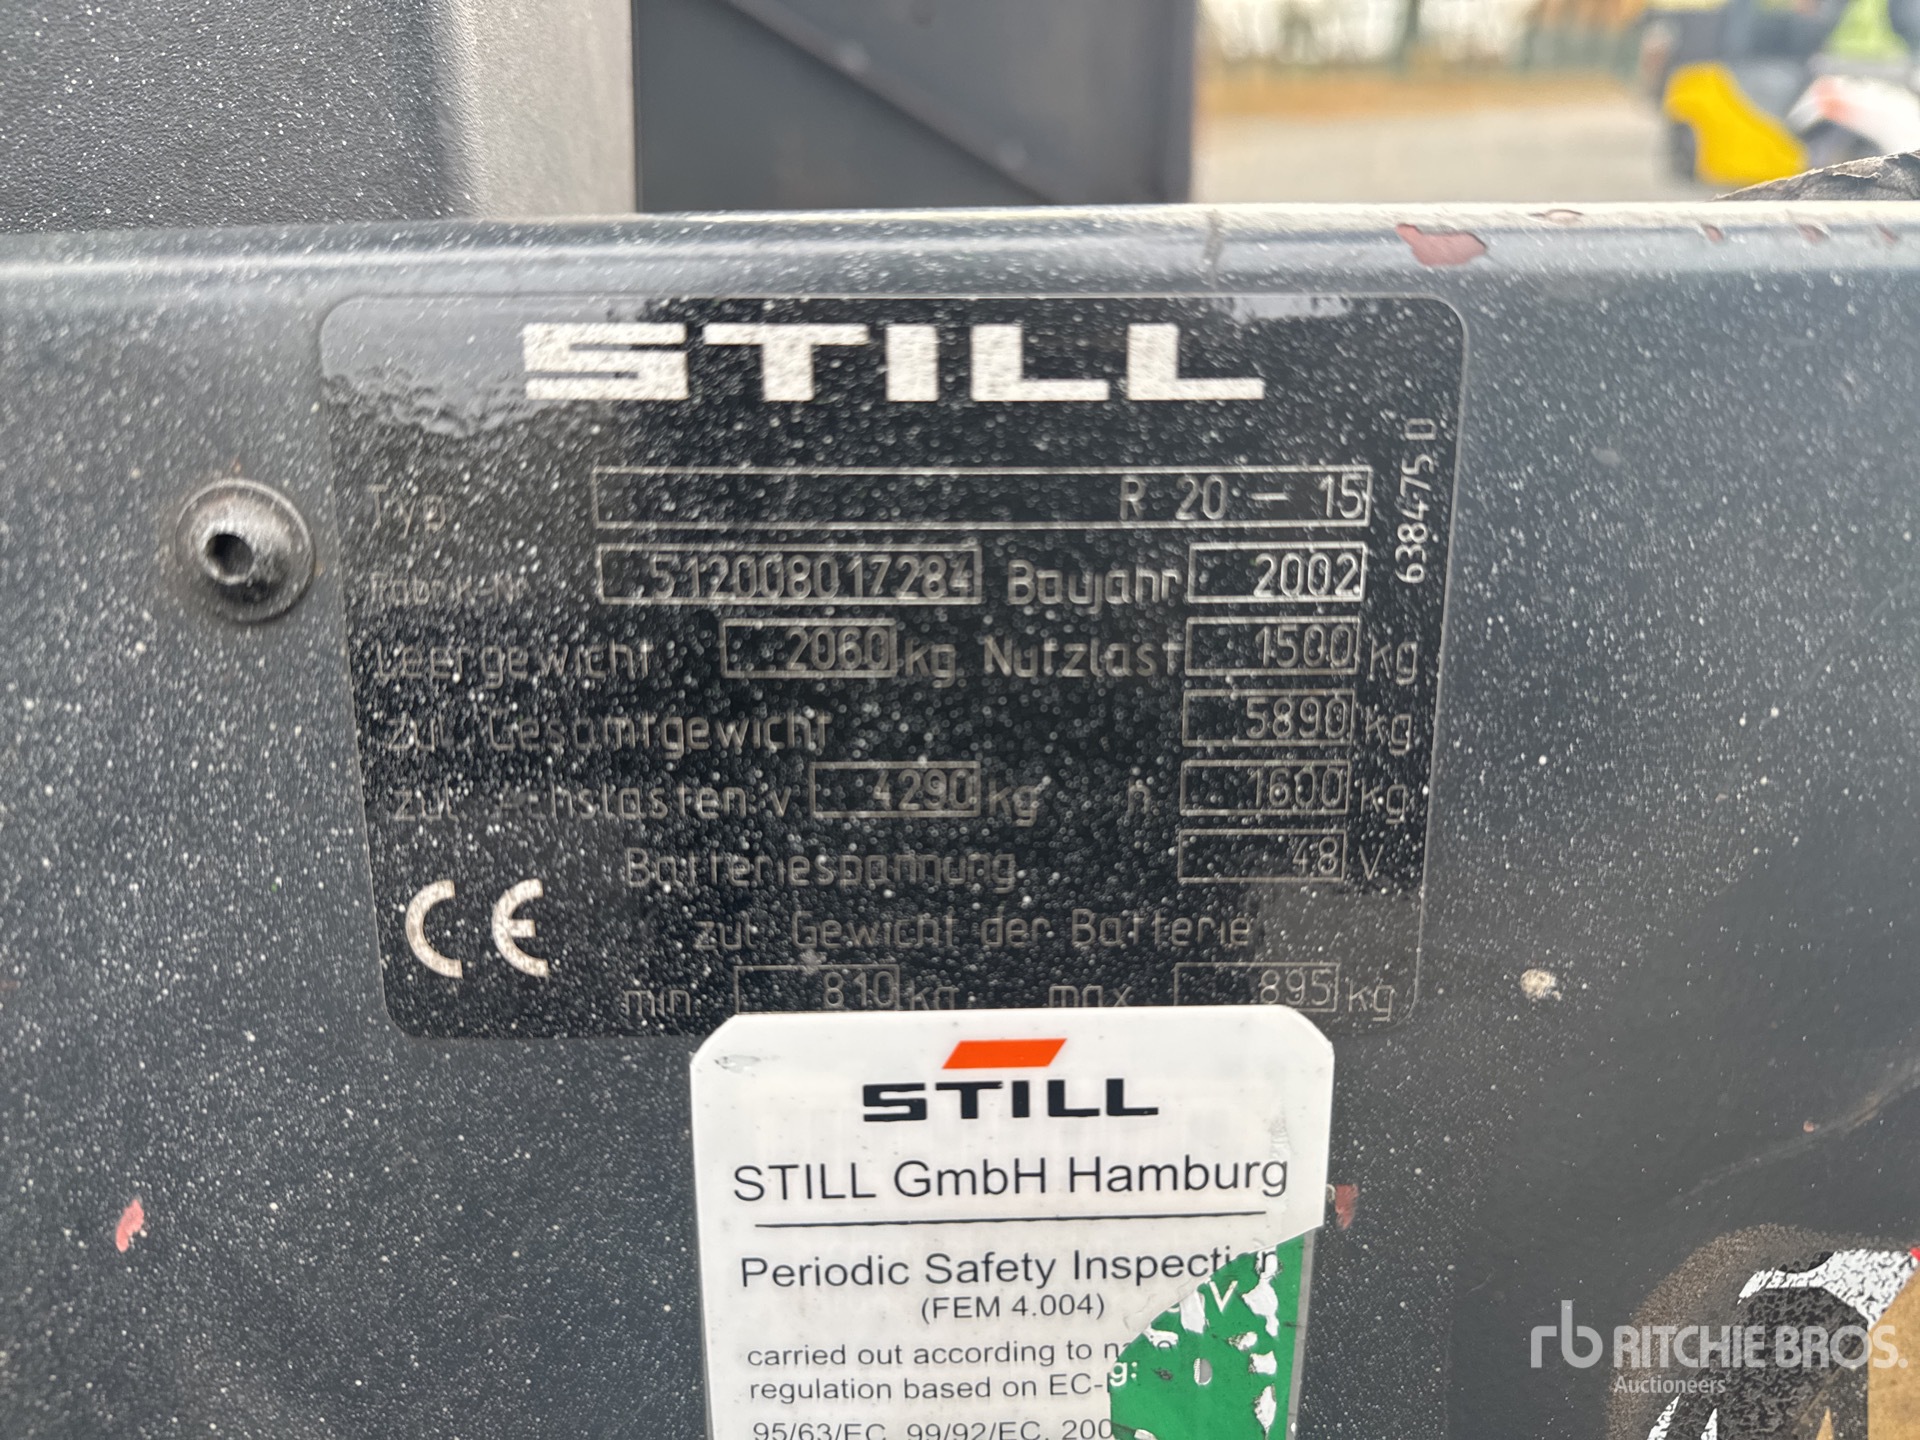 STILL
Typ R 20 - 15
Fabrik-Nr 512008017284 Baujahr 2002
Leergewicht 2060 kg Nutzlast 1500 kg
zul. Gesamtgewicht 5890 kg
zul. Achslasten v 4290 kg h 1600 kg
Batteriespannung 48 V
zul. Gewicht der Batterie
min. 810 kg max. 895 kg
CE
638475.0
STILL
STILL GmbH Hamburg
Periodic Safety Inspection
(FEM 4.004)
carried out according to
regulation based on
g:
95/63/EC, 99/92/EC,
rb RITCHIE BROS.
Auctioneers